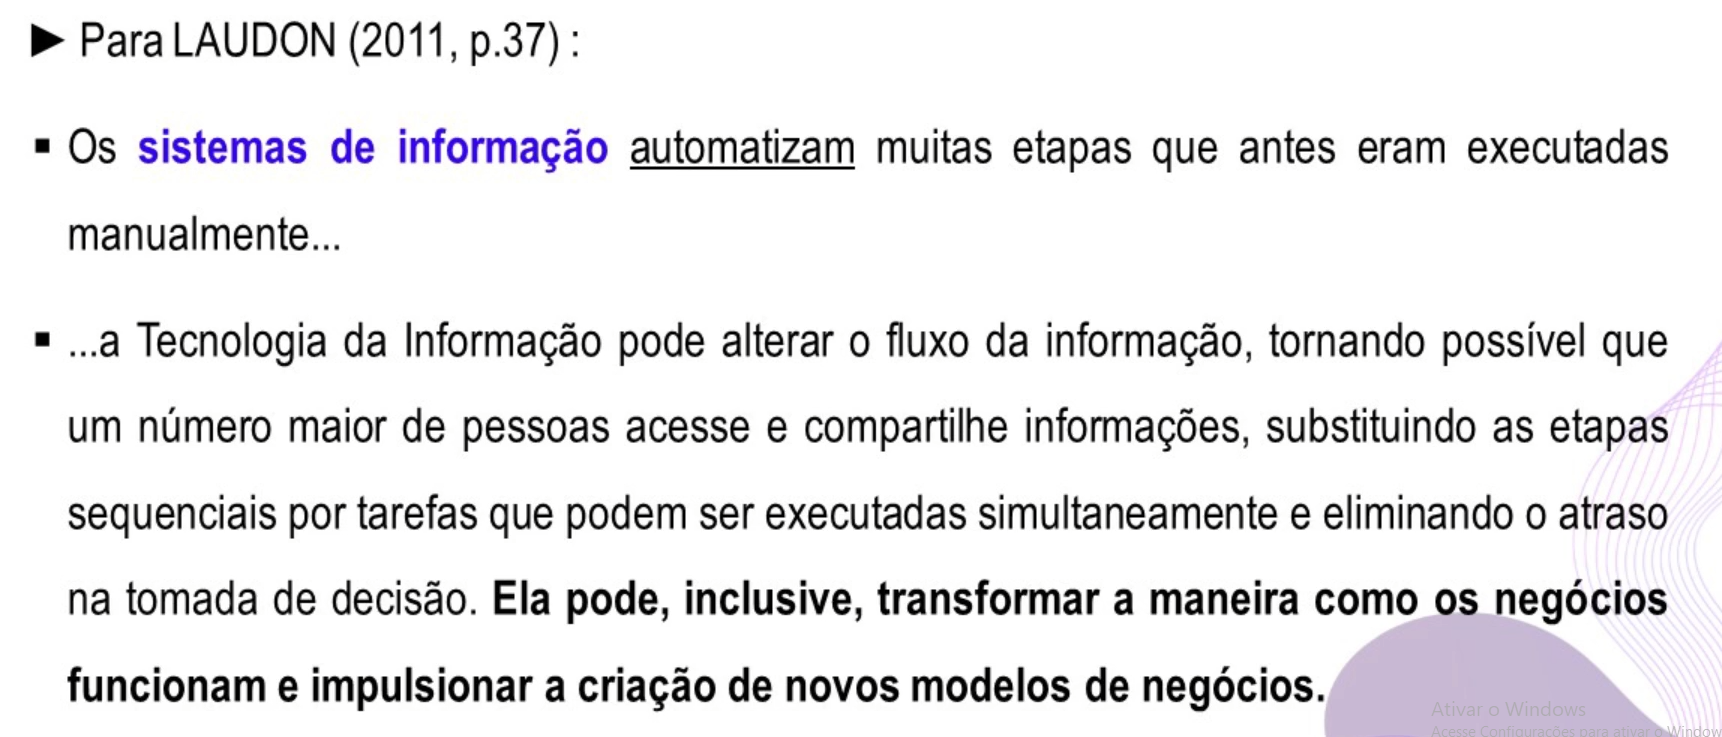 ► Para LAUDON (2011, p.37) :
▪ Os sistemas de informação automatizam muitas etapas que antes eram executadas
manualmente...
▪ ...a Tecnologia da Informação pode alterar o fluxo da informação, tornando possível que
um número maior de pessoas acesse e compartilhe informações, substituindo as etapas
sequenciais por tarefas que podem ser executadas simultaneamente e eliminando o atraso
na tomada de decisão. Ela pode, inclusive, transformar a maneira como os negócios
funcionam e impulsionar a criação de novos modelos de negócios.
Ativar o Windows
Acesse Configurações para ativar o Window